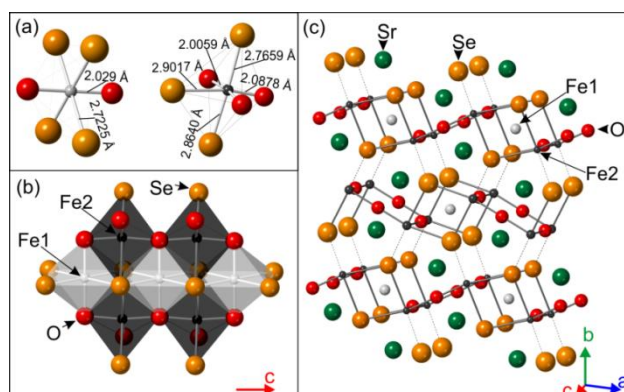 (a)
2.029 Å
2.7225 Å
2.0059 Å
2.7659 Å
2.9017 Å
2.0878 Å
2.8640 Å
(b)
Fe2
Se
Fe1
O
c
(c)
Sr
Se
Fe1
O
Fe2
b
c
a